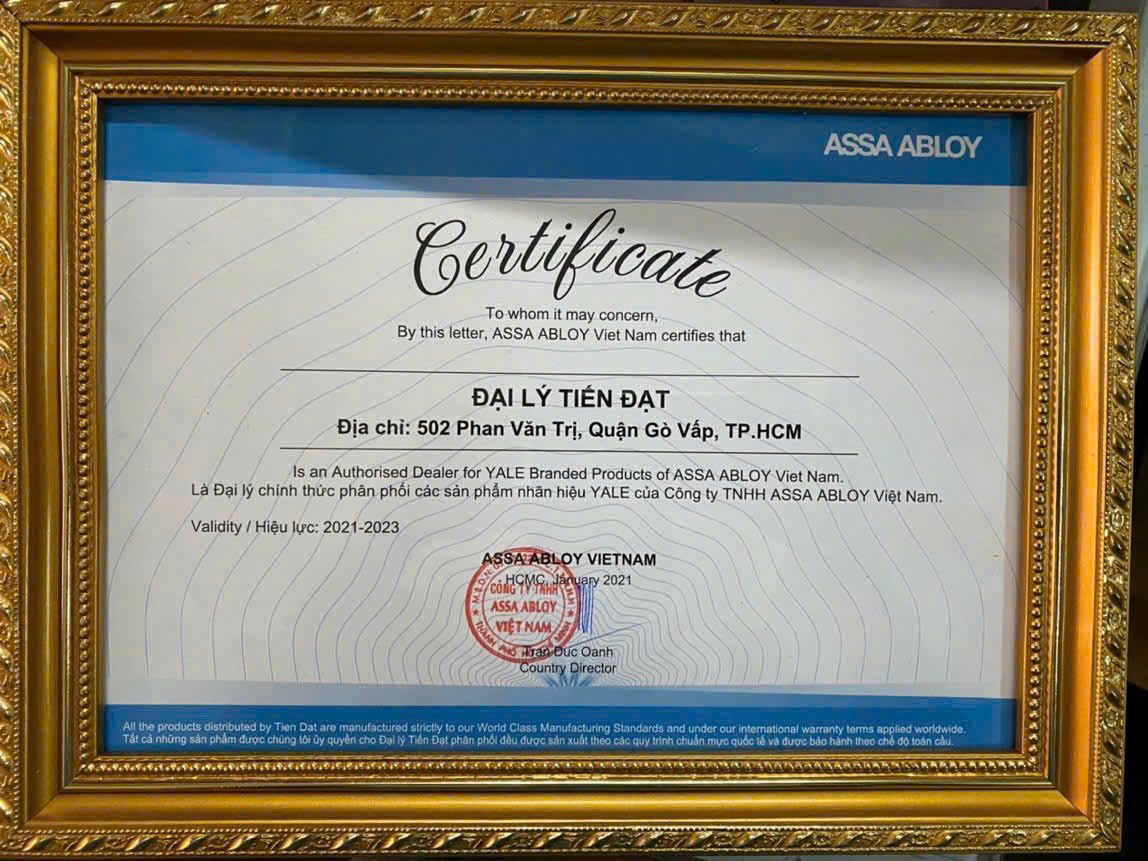 ASSA ABLOY
Certificate
To whom it may concern,
By this letter, ASSA ABLOY Viet Nam certifies that
ĐẠI LÝ TIẾN ĐẠT
Địa chỉ: 502 Phan Văn Trị, Quận Gò Vấp, TP.HCM
Is an Authorised Dealer for YALE Branded Products of ASSA ABLOY Viet Nam.
Là Đại lý chính thức phân phối các sản phẩm nhãn hiệu YALE của Công ty TNHH ASSA ABLOY Việt Nam.
Validity / Hiệu lực: 2021-2023
ASSA ABLOY VIETNAM
HCMC, January 2021
CÔNG TY TNHH
ASSA ABLOY
VIỆT NAM
Tran Duc Oanh
Country Director
All the products distributed by Tien Dat are manufactured strictly to our World Class Manufacturing Standards and under our international warranty terms applied worldwide.
Tất cả những sản phẩm được chúng tôi ủy quyền cho Đại lý Tiến Đạt phân phối đều được sản xuất theo các quy trình chuẩn mực quốc tế và được bảo hành theo chế độ toàn cầu.